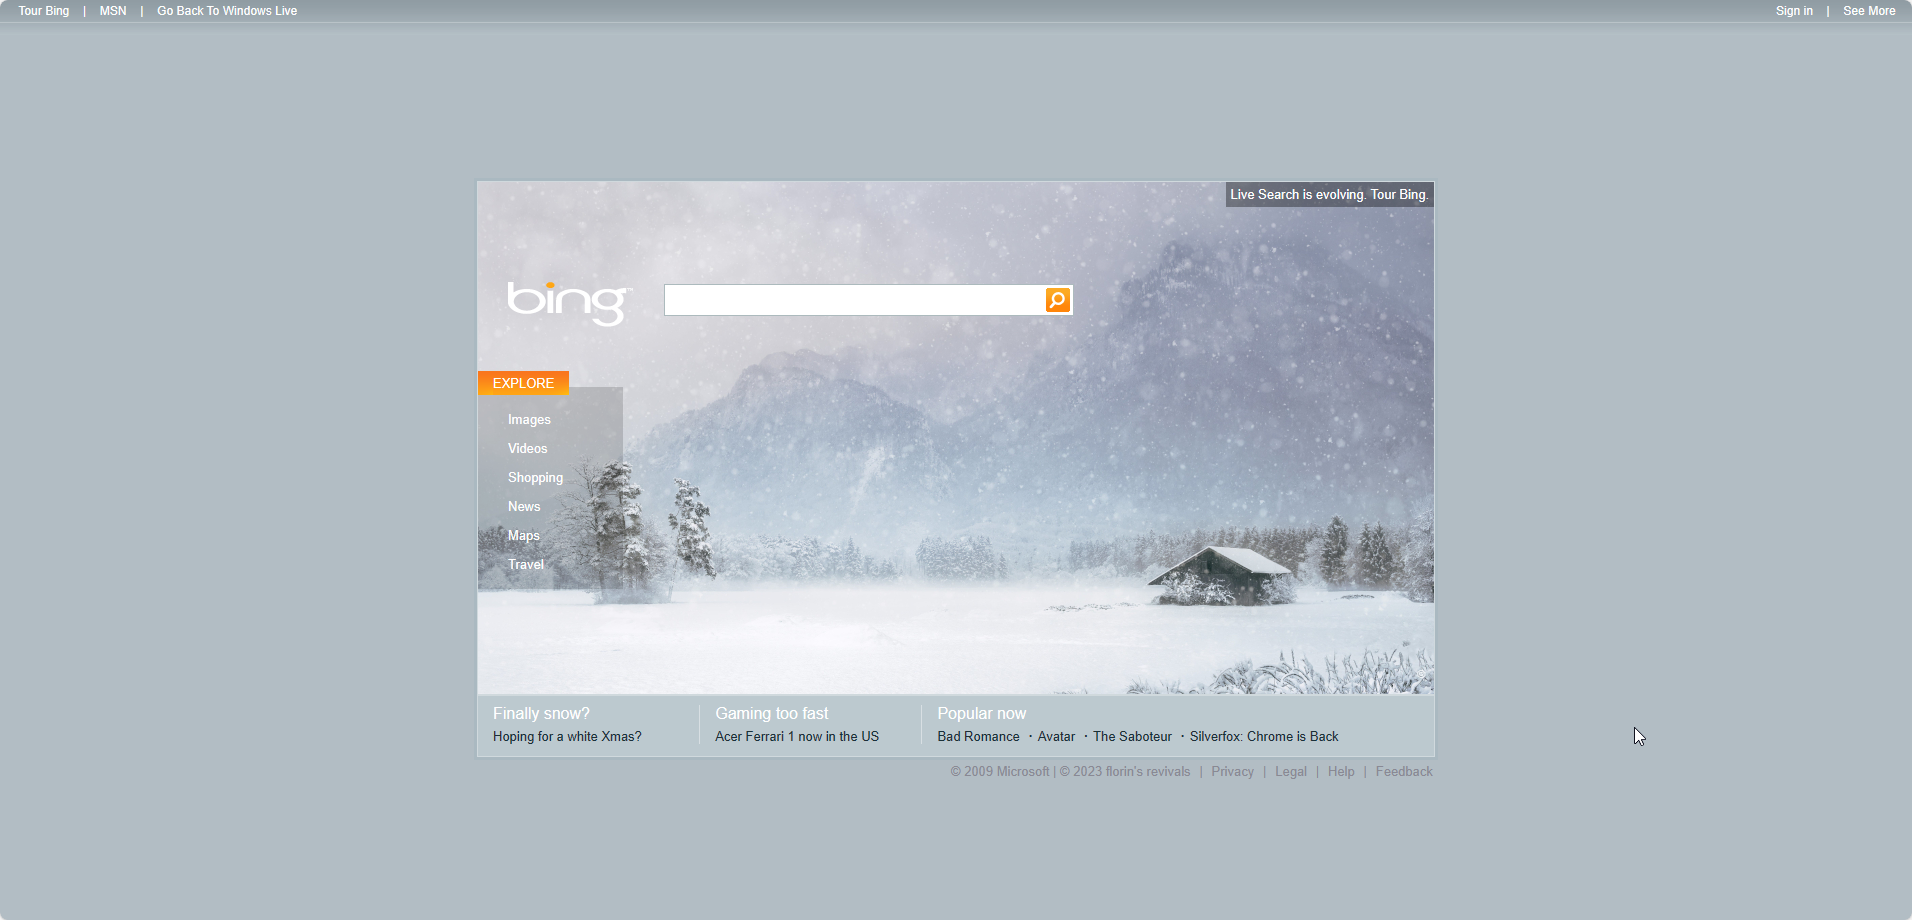 Tour Bing | MSN | Go Back To Windows Live Sign in | See More
Live Search is evolving. Tour Bing.
bing™
EXPLORE
Images
Videos
Shopping
News
Maps
Travel
Finally snow? Gaming too fast Popular now
Hoping for a white Xmas? Acer Ferrari 1 now in the US Bad Romance · Avatar · The Saboteur · Silverfox: Chrome is Back
© 2009 Microsoft | © 2023 florin's revivals | Privacy | Legal | Help | Feedback